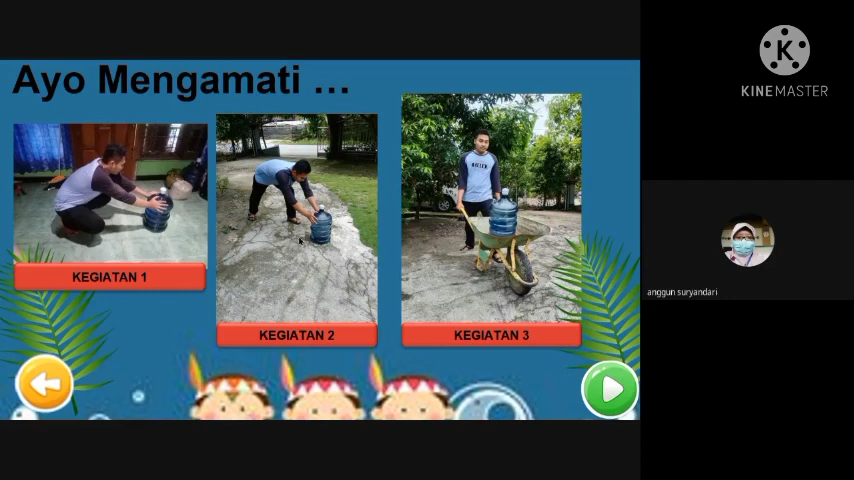 Ayo Mengamati ...
KEGIATAN 1
KEGIATAN 2
KEGIATAN 3
KINEMASTER
anggun suryandari